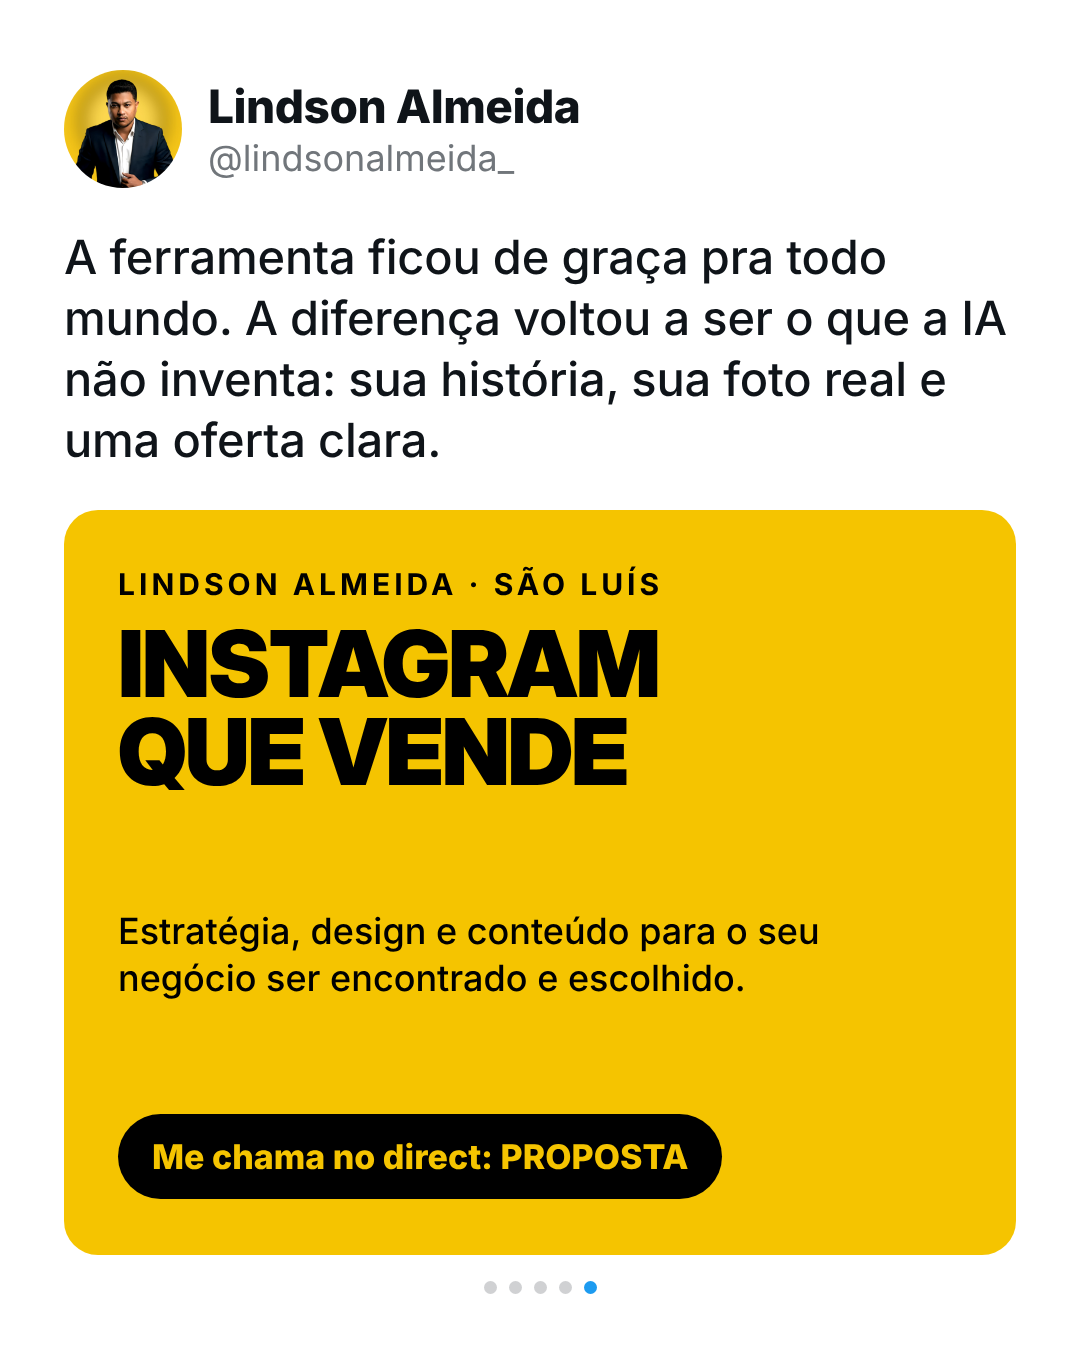 Lindson Almeida
@lindsonalmeida_
A ferramenta ficou de graça pra todo
mundo. A diferença voltou a ser o que a IA
não inventa: sua história, sua foto real e
uma oferta clara.
LINDSON ALMEIDA · SÃO LUÍS
INSTAGRAM
QUE VENDE
Estratégia, design e conteúdo para o seu
negócio ser encontrado e escolhido.
Me chama no direct: PROPOSTA